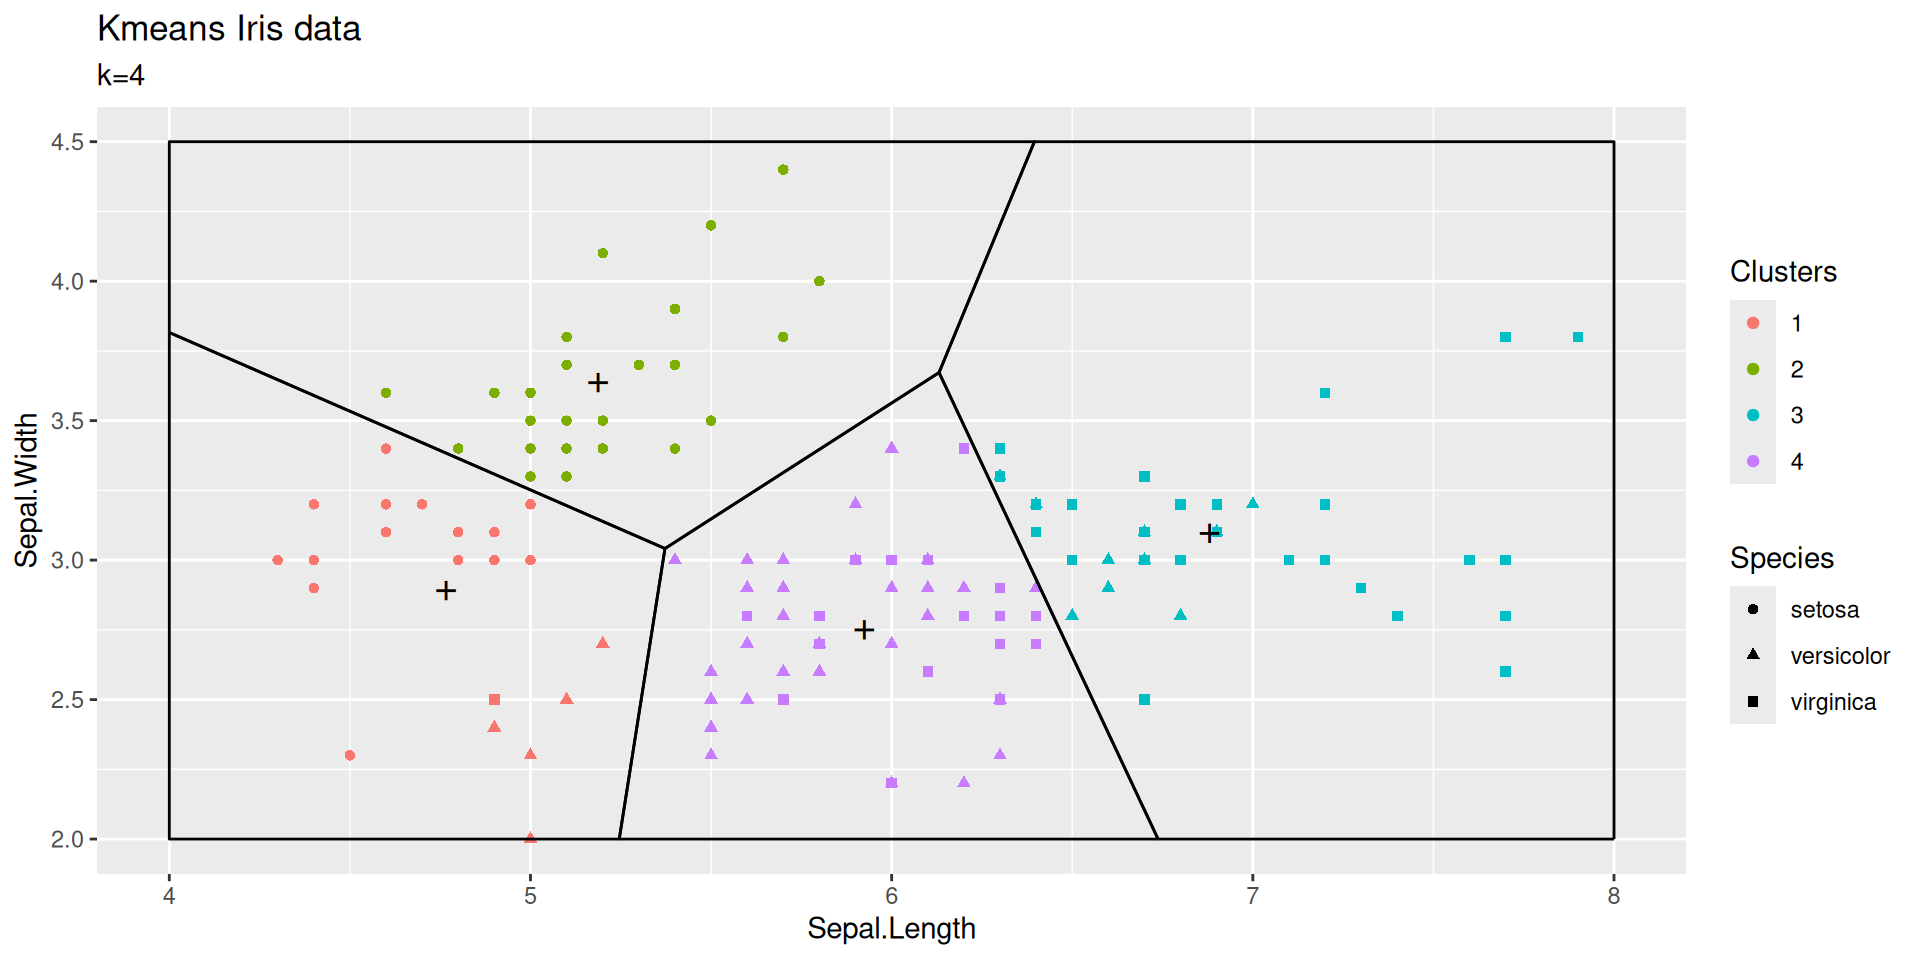 Kmeans Iris data
k=4
4.5
4.0
3.5
3.0
2.5
2.0
Sepal.Width
4
5
6
7
8
Sepal.Length
Clusters
1
2
3
4
Species
setosa
versicolor
virginica